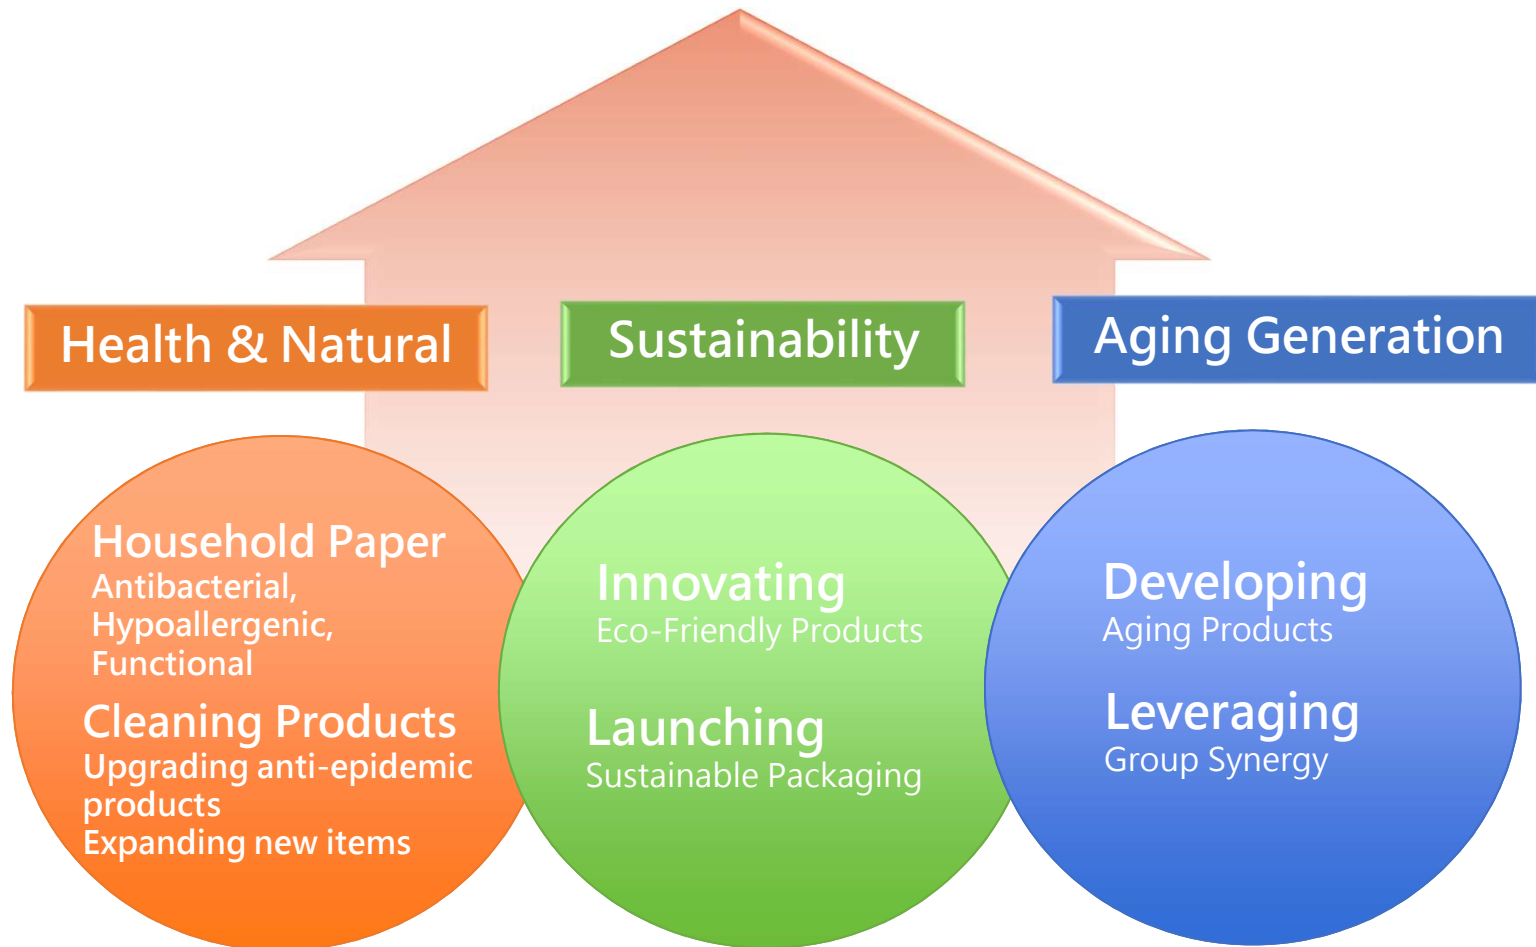 Health & Natural
Sustainability
Aging Generation
Household Paper
Antibacterial,
Hypoallergenic,
Functional
Cleaning Products
Upgrading anti-epidemic
products
Expanding new items
Innovating
Eco-Friendly Products
Launching
Sustainable Packaging
Developing
Aging Products
Leveraging
Group Synergy